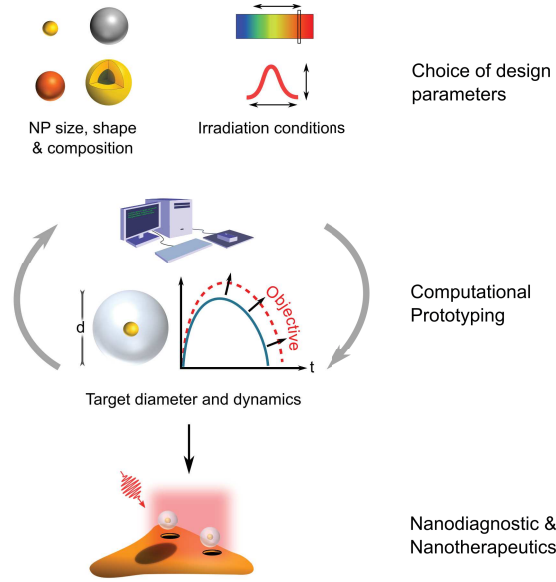 Choice of design
parameters
NP size, shape
& composition
Irradiation conditions
Computational
Prototyping
d
Objective
t
Target diameter and dynamics
Nanodiagnostic &
Nanotherapeutics